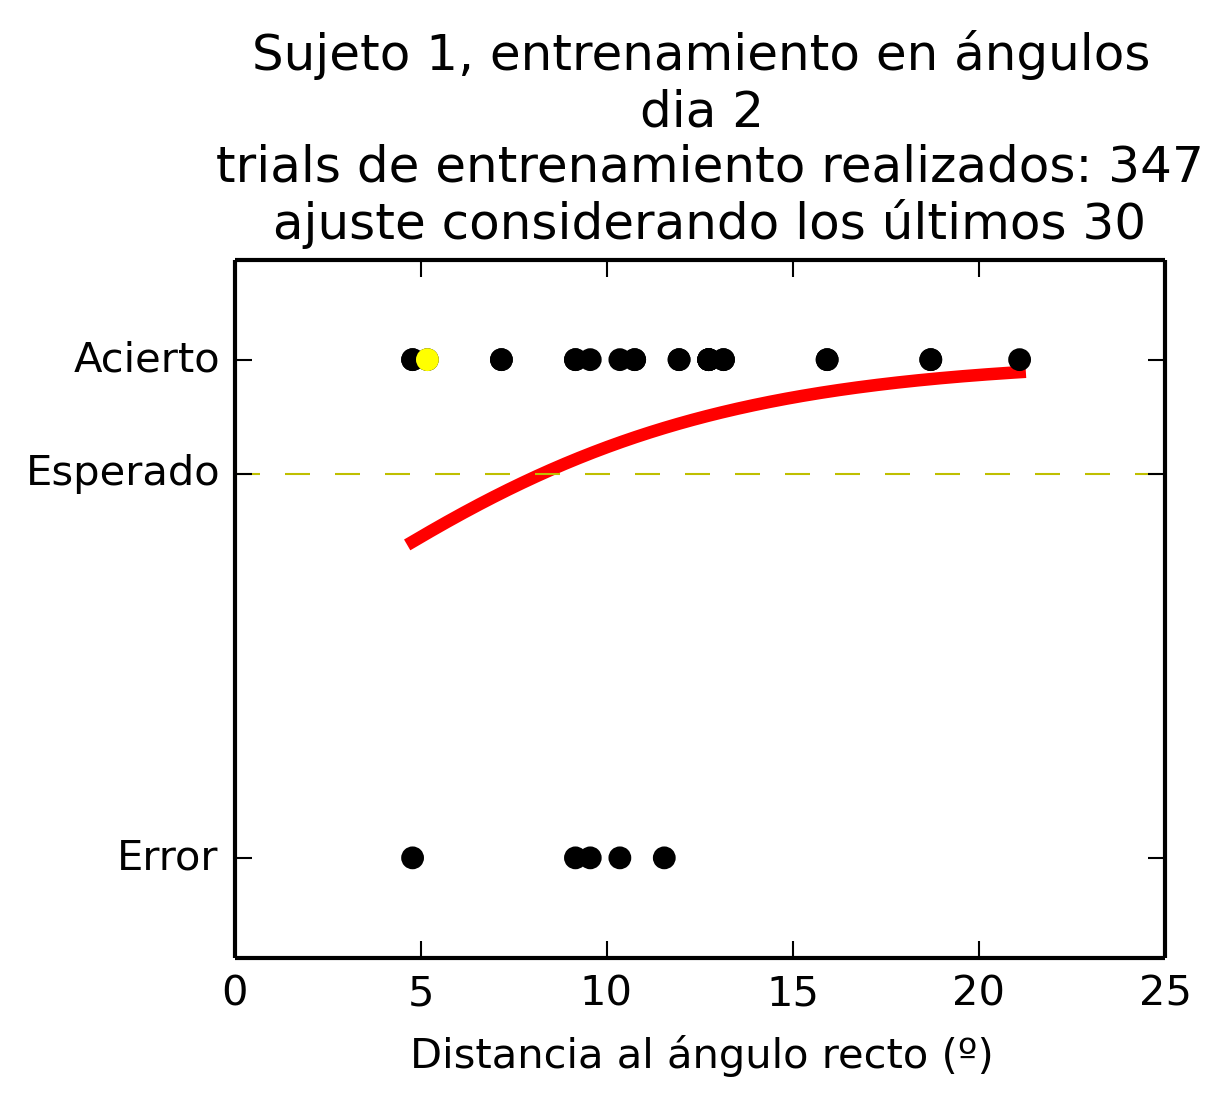 Sujeto 1, entrenamiento en ángulos
dia 2
trials de entrenamiento realizados: 347
ajuste considerando los últimos 30
Acierto
Esperado
Error
0 5 10 15 20 25
Distancia al ángulo recto (º)